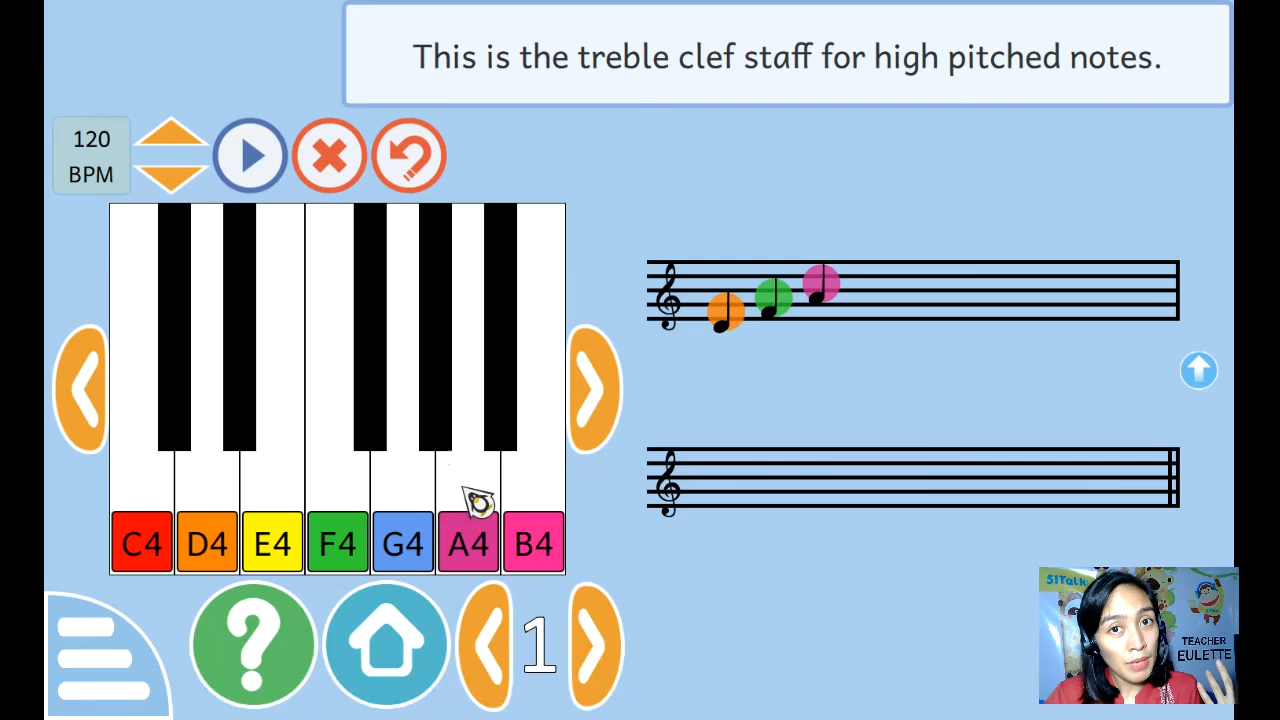 This is the treble clef staff for high pitched notes.
120
BPM
C4 D4 E4 F4 G4 A4 B4
?
1
51Talk
TEACHER
EULETTE